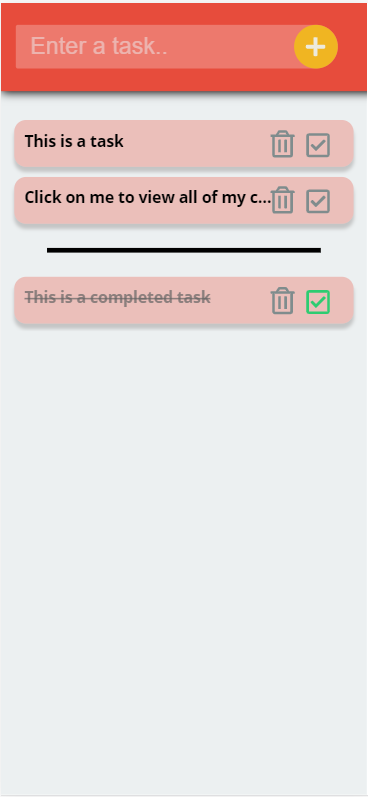 Enter a task..
This is a task
Click on me to view all of my c...
This is a completed task